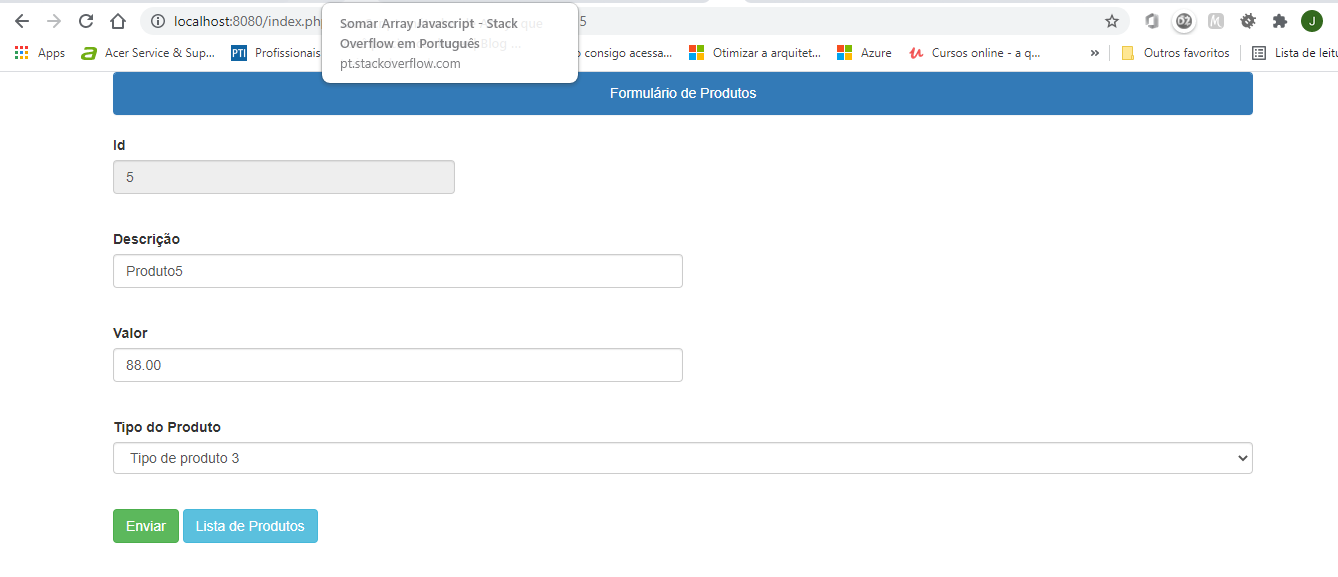 localhost:8080/index.ph
5
Somar Array Javascript - Stack
Overflow em Português
pt.stackoverflow.com
J
Apps
Acer Service & Sup...
PTI
Profissionais
o consigo acessa...
Otimizar a arquitet...
Azure
Cursos online - a q...
»
Outros favoritos
Lista de leitu
Formulário de Produtos
Id
5
Descrição
Produto5
Valor
88.00
Tipo do Produto
Tipo de produto 3
Enviar
Lista de Produtos